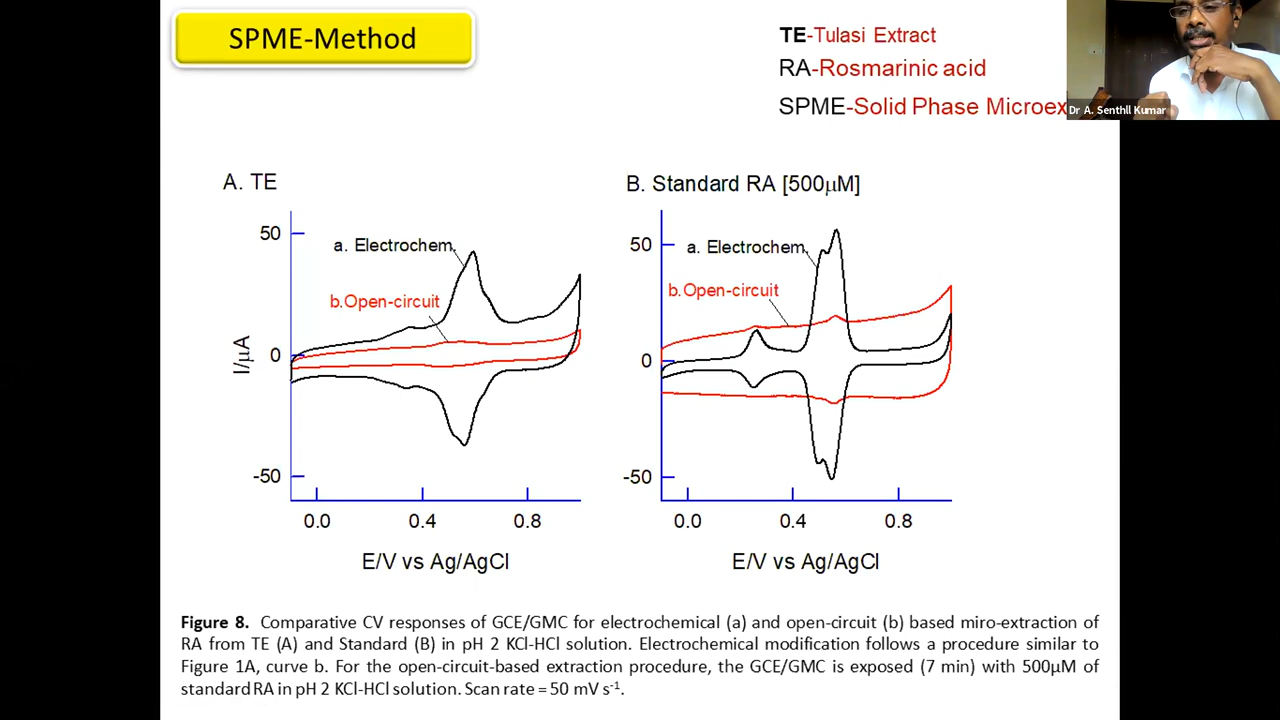 SPME-Method
TE-Tulasi Extract
RA-Rosmarinic acid
SPME-Solid Phase Microex
Dr A. Senthil Kumar
A. TE
B. Standard RA [500μM]
50
a. Electrochem.
b.Open-circuit
0
-50
I/μA
0.0 0.4 0.8
E/V vs Ag/AgCl
50
a. Electrochem.
b.Open-circuit
0
-50
0.0 0.4 0.8
E/V vs Ag/AgCl
Figure 8. Comparative CV responses of GCE/GMC for electrochemical (a) and open-circuit (b) based miro-extraction of
RA from TE (A) and Standard (B) in pH 2 KCl-HCl solution. Electrochemical modification follows a procedure similar to
Figure 1A, curve b. For the open-circuit-based extraction procedure, the GCE/GMC is exposed (7 min) with 500μM of
standard RA in pH 2 KCl-HCl solution. Scan rate = 50 mV s⁻¹.